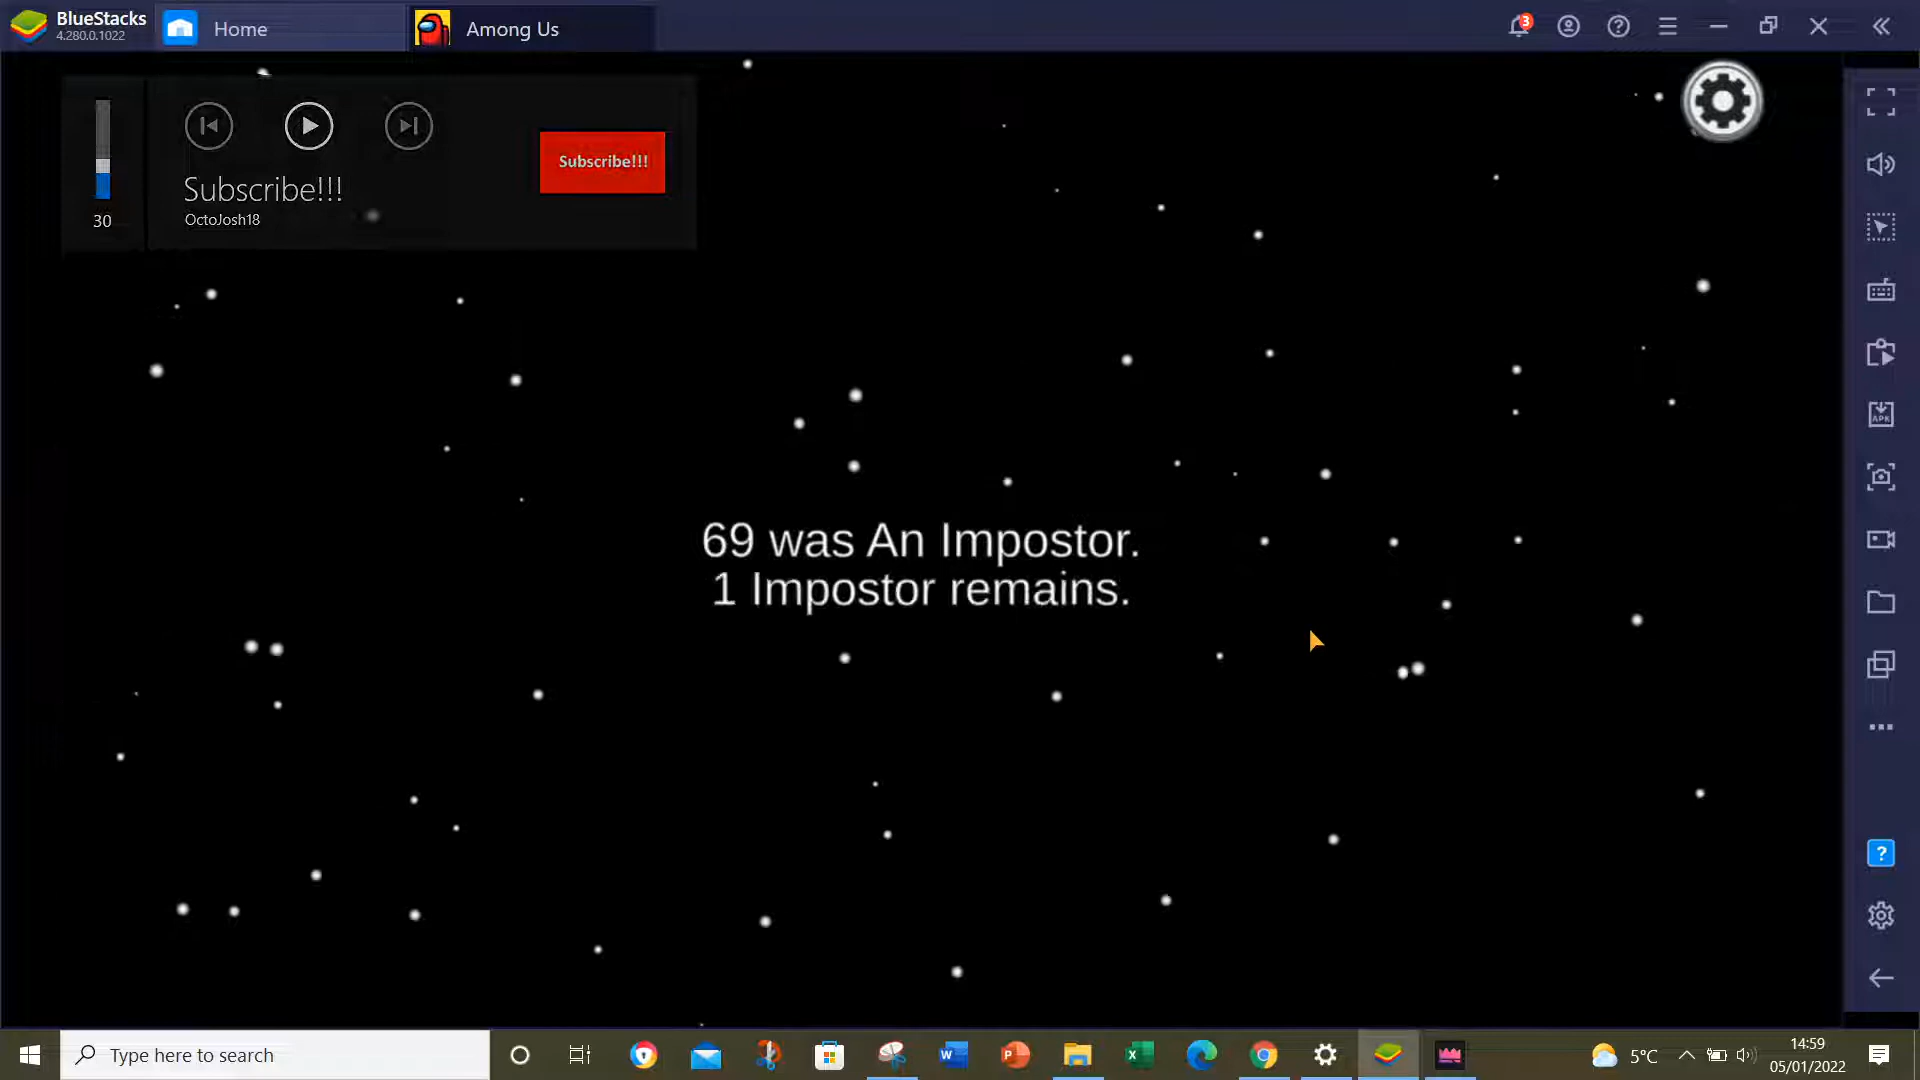 BlueStacks
4.280.0.1022
Home
Among Us
3
Subscribe!!!
Subscribe!!!
OctoJosh18
30
APK
69 was An Impostor.
1 Impostor remains.
?
Type here to search
5°C
14:59
05/01/2022